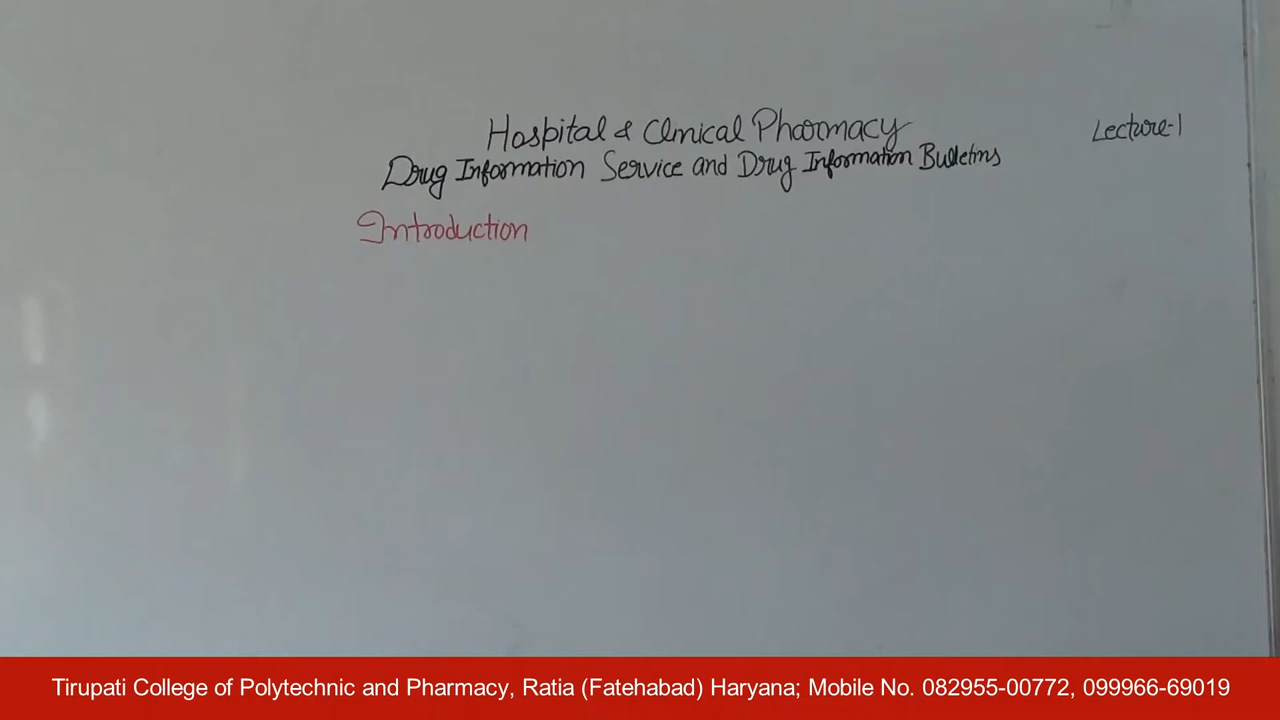 Hospital & Clinical Pharmacy
Lecture-1
Drug Information Service and Drug Information Bulletins
Introduction
Tirupati College of Polytechnic and Pharmacy, Ratia (Fatehabad) Haryana; Mobile No. 082955-00772, 099966-69019